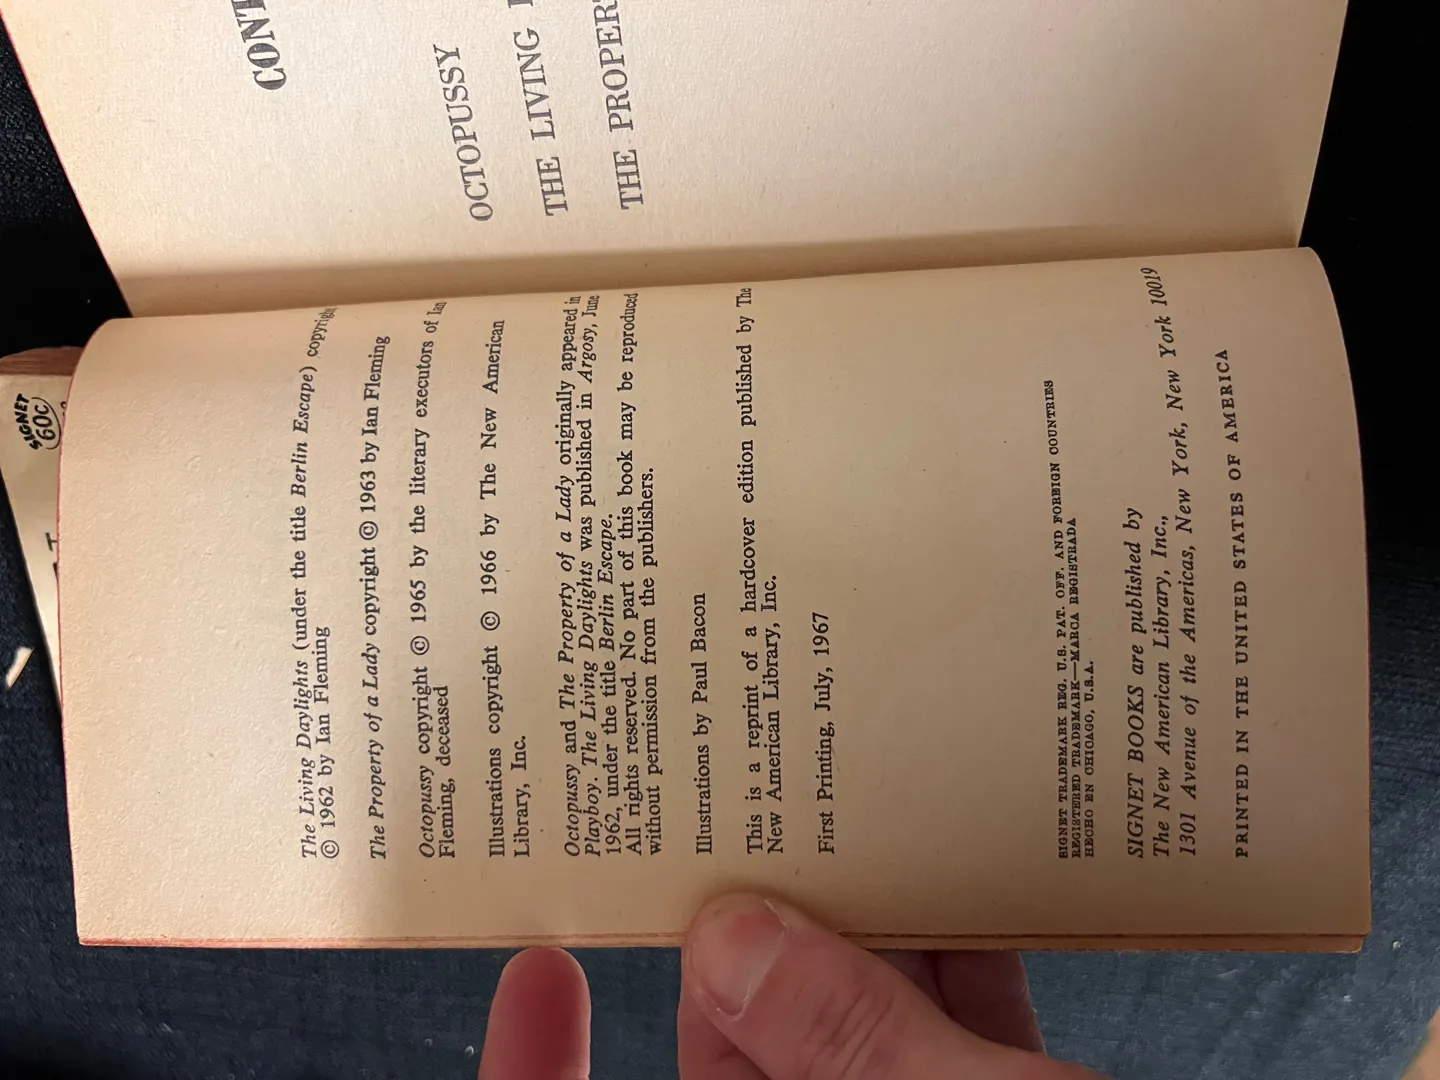 The Living Daylights (under the title Berlin Escape) copyright
© 1962 by Ian Fleming
The Property of a Lady copyright © 1963 by Ian Fleming
Octopussy copyright © 1965 by the literary executors of Ian
Fleming, deceased
Illustrations copyright © 1966 by The New American
Library, Inc.
Octopussy and The Property of a Lady originally appeared in
Playboy. The Living Daylights was published in Argosy, June
1962, under the title Berlin Escape.
All rights reserved. No part of this book may be reproduced
without permission from the publishers.
Illustrations by Paul Bacon
This is a reprint of a hardcover edition published by The
New American Library, Inc.
First Printing, July, 1967
SIGNET TRADEMARK REG. U.S. PAT. OFF. AND FOREIGN COUNTRIES
REGISTERED TRADEMARK—MARCA REGISTRADA
HECHO EN CHICAGO, U.S.A.
SIGNET BOOKS are published by
The New American Library, Inc.,
1301 Avenue of the Americas, New York, New York 10019
PRINTED IN THE UNITED STATES OF AMERICA
CONT
OCTOPUSSY
THE LIVING
THE PROPER
SIGNET
60c